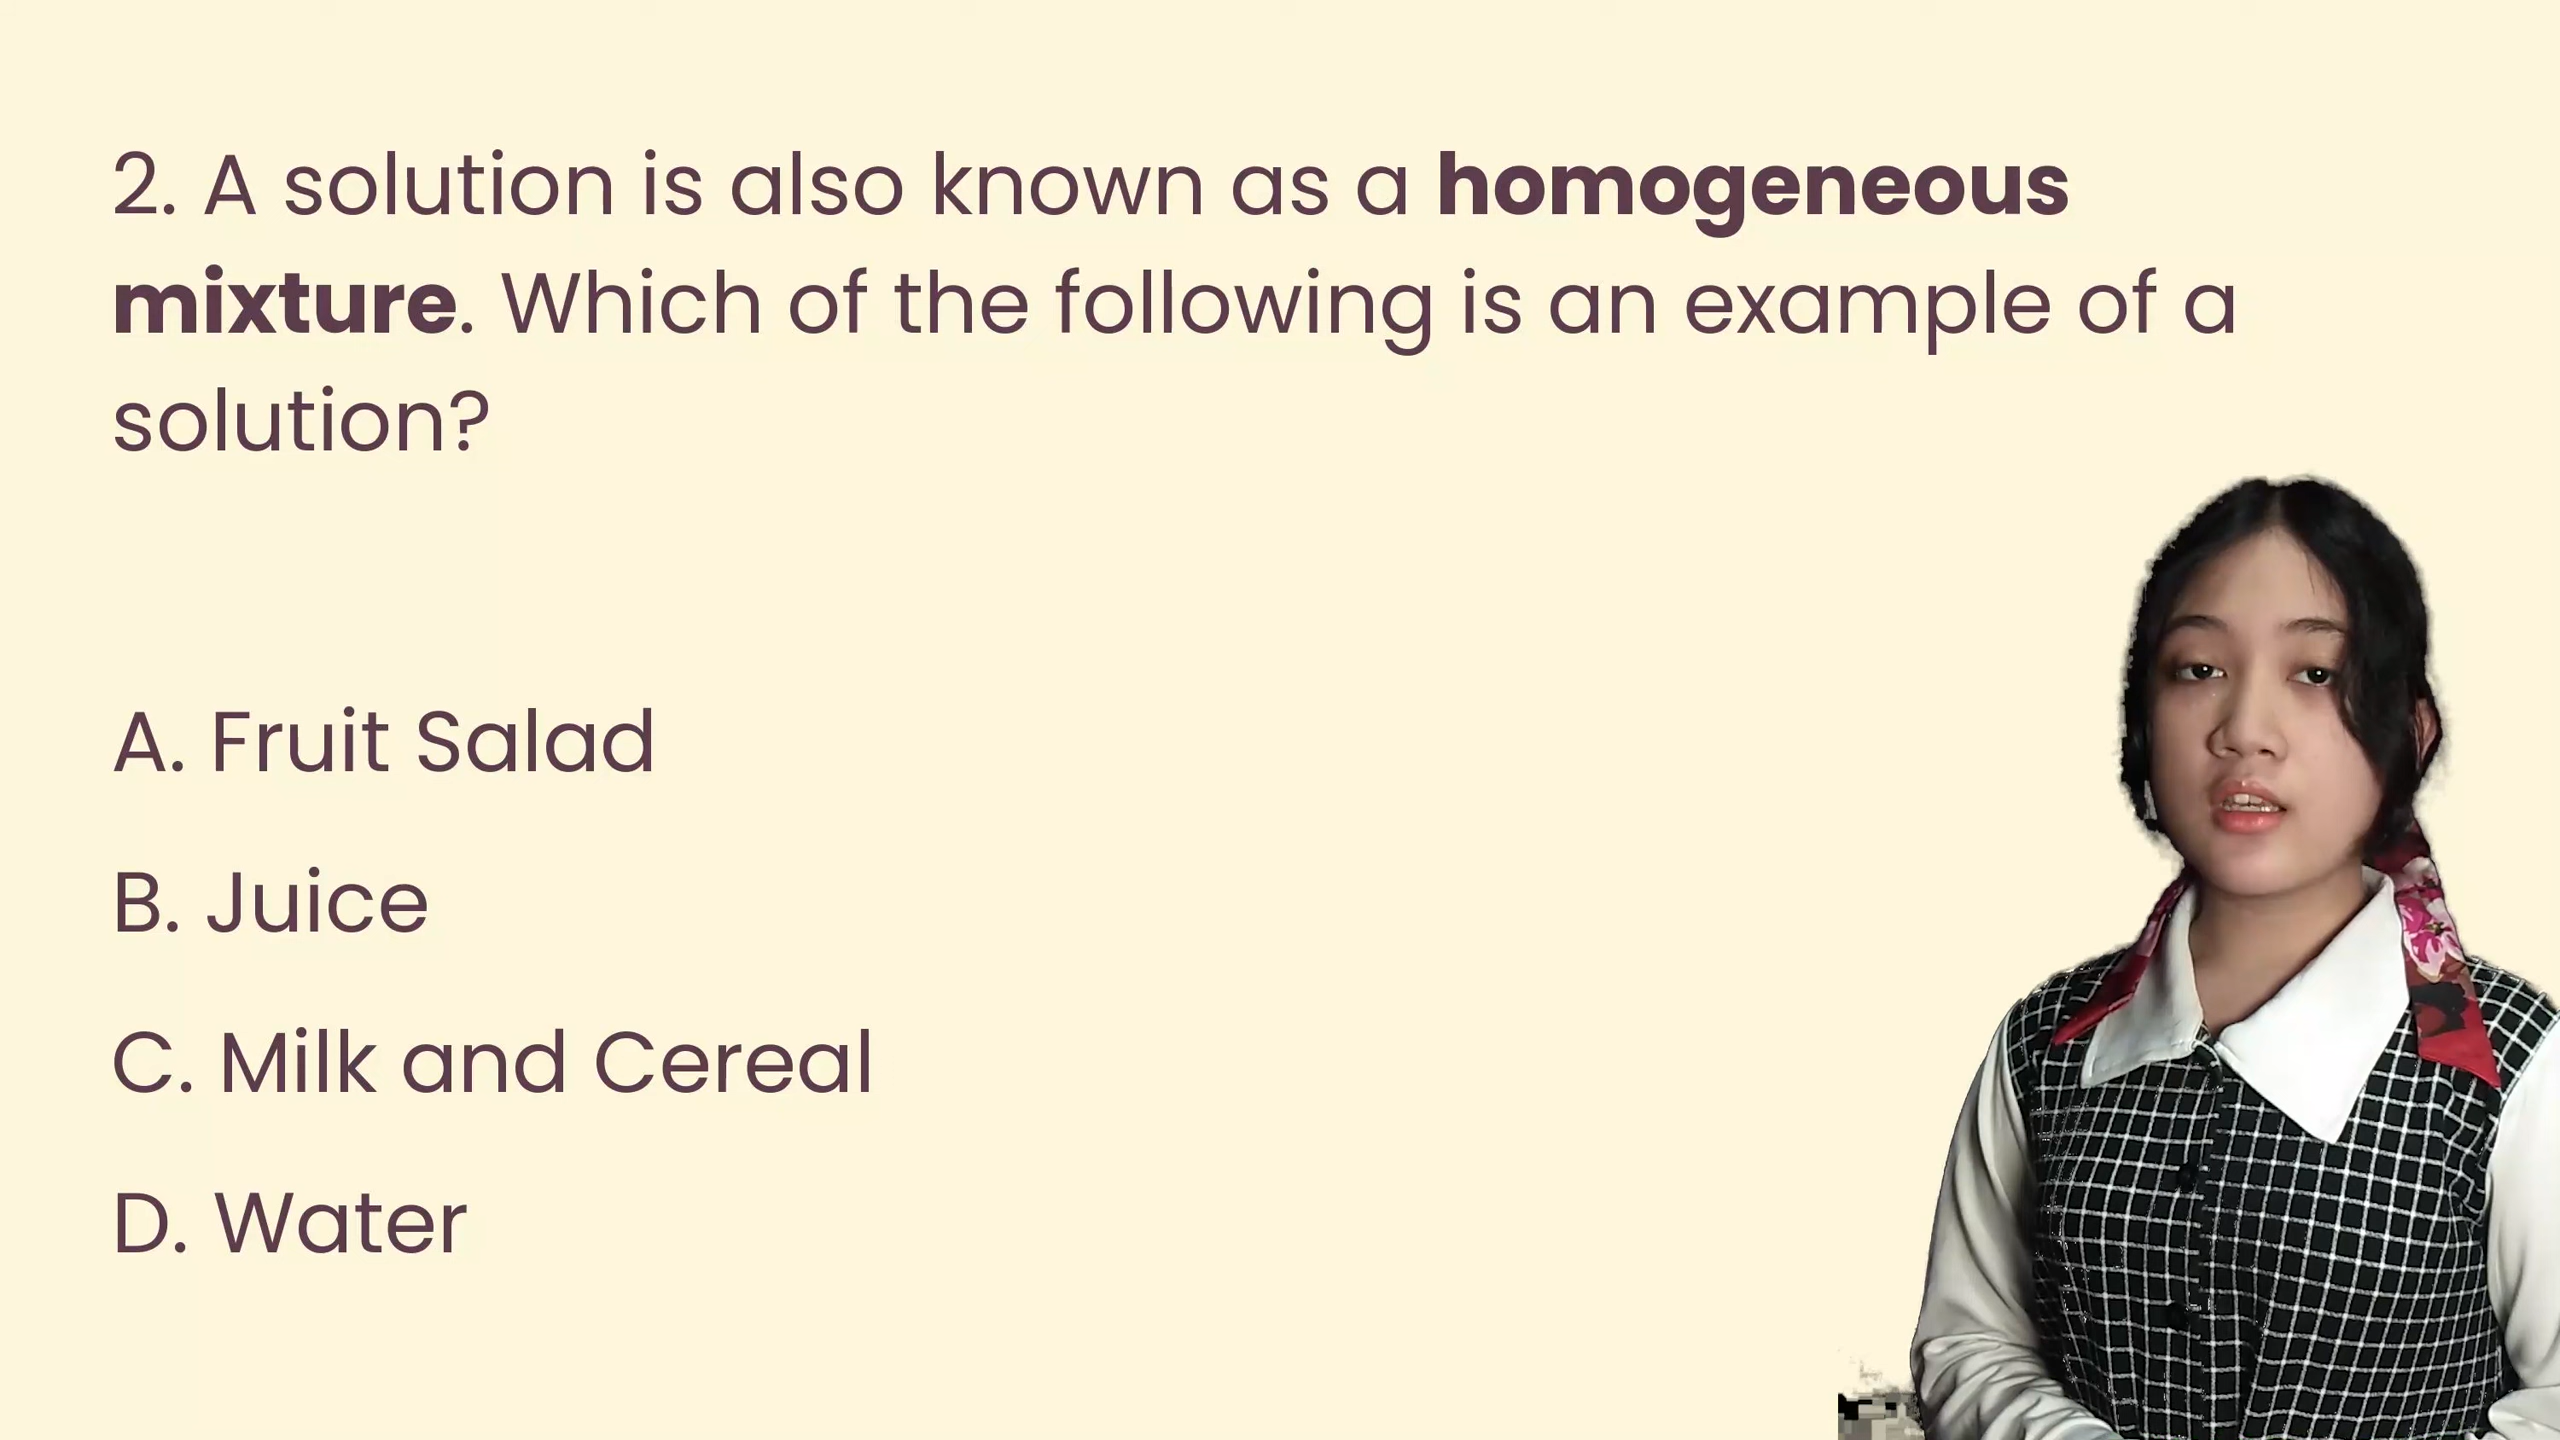 2. A solution is also known as a homogeneous
mixture. Which of the following is an example of a
solution?
A. Fruit Salad
B. Juice
C. Milk and Cereal
D. Water